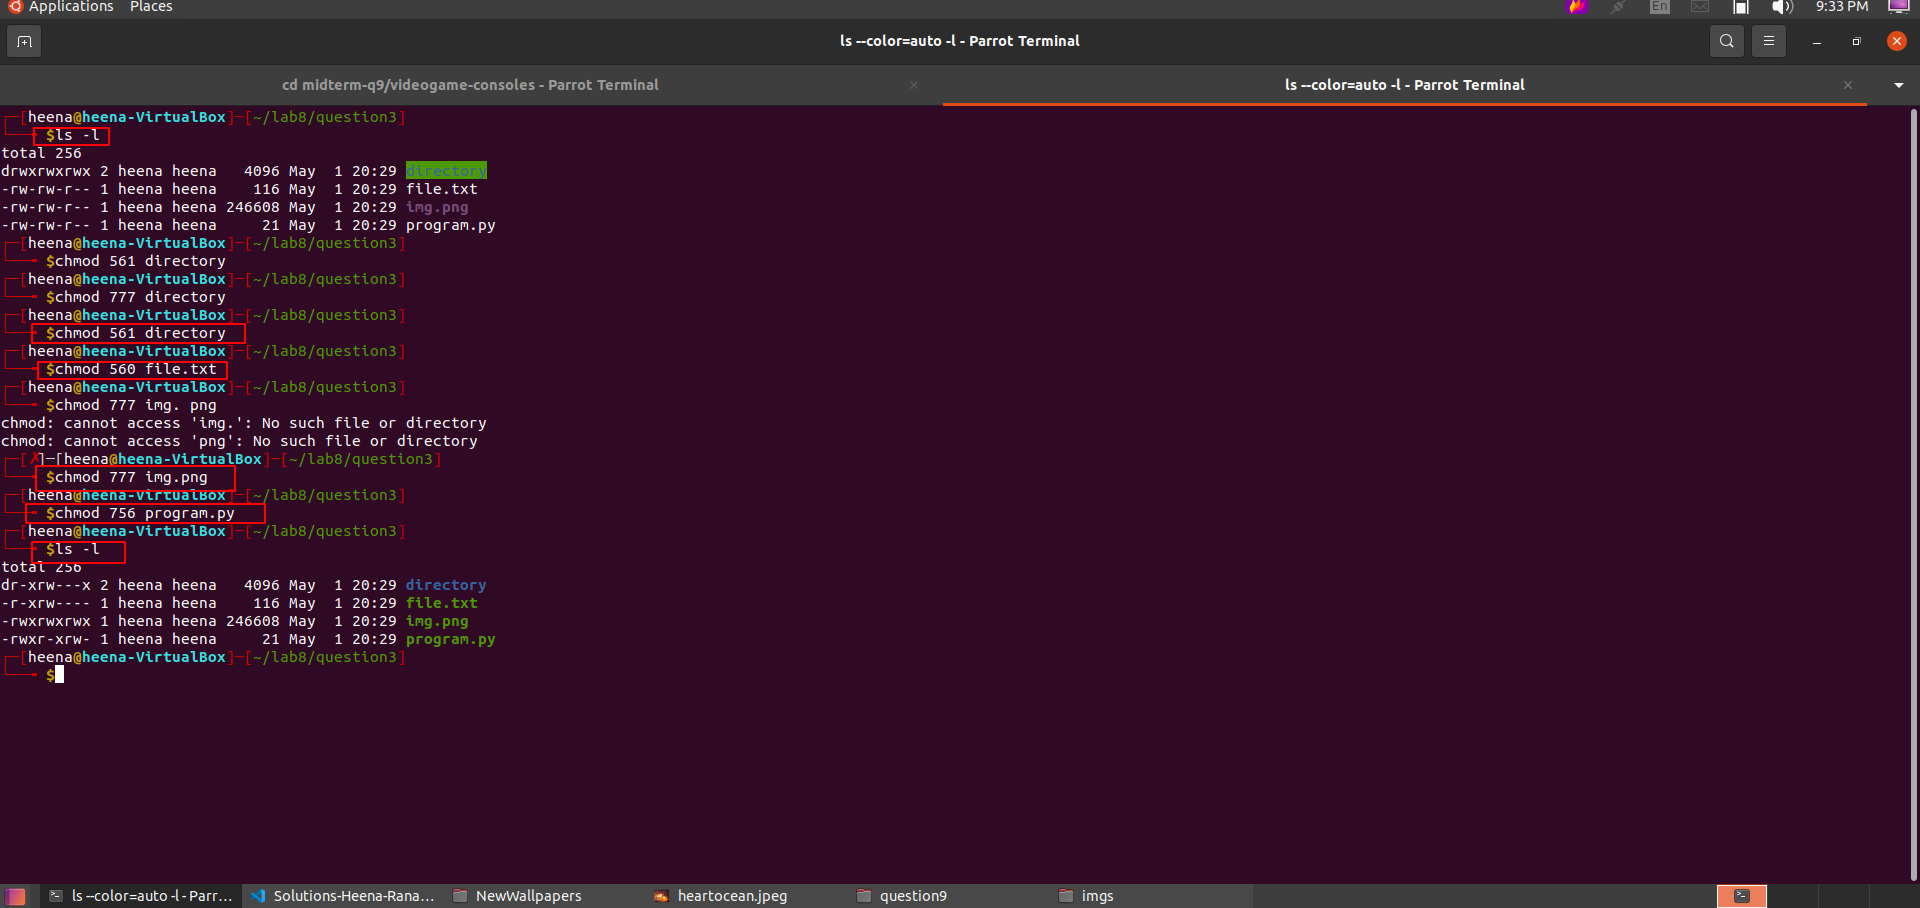 Applications Places En 9:33 PM
ls --color=auto -l - Parrot Terminal
cd midterm-q9/videogame-consoles - Parrot Terminal
ls --color=auto -l - Parrot Terminal
┌─[heena@heena-VirtualBox]─[~/lab8/question3]
└──╼ $ls -l
total 256
drwxrwxrwx 2 heena heena   4096 May  1 20:29 directory
-rw-rw-r-- 1 heena heena    116 May  1 20:29 file.txt
-rw-rw-r-- 1 heena heena 246608 May  1 20:29 img.png
-rw-rw-r-- 1 heena heena     21 May  1 20:29 program.py
┌─[heena@heena-VirtualBox]─[~/lab8/question3]
└──╼ $chmod 561 directory
┌─[heena@heena-VirtualBox]─[~/lab8/question3]
└──╼ $chmod 777 directory
┌─[heena@heena-VirtualBox]─[~/lab8/question3]
└──╼ $chmod 561 directory
┌─[heena@heena-VirtualBox]─[~/lab8/question3]
└──╼ $chmod 560 file.txt
┌─[heena@heena-VirtualBox]─[~/lab8/question3]
└──╼ $chmod 777 img. png
chmod: cannot access 'img.': No such file or directory
chmod: cannot access 'png': No such file or directory
┌─[✗]─[heena@heena-VirtualBox]─[~/lab8/question3]
└──╼ $chmod 777 img.png
┌─[heena@heena-VirtualBox]─[~/lab8/question3]
└──╼ $chmod 756 program.py
┌─[heena@heena-VirtualBox]─[~/lab8/question3]
└──╼ $ls -l
total 256
dr-xrw---x 2 heena heena   4096 May  1 20:29 directory
-r-xrw---- 1 heena heena    116 May  1 20:29 file.txt
-rwxrwxrwx 1 heena heena 246608 May  1 20:29 img.png
-rwxr-xrw- 1 heena heena     21 May  1 20:29 program.py
┌─[heena@heena-VirtualBox]─[~/lab8/question3]
└──╼ $
ls --color=auto -l - Parr... Solutions-Heena-Rana... NewWallpapers heartocean.jpeg question9 imgs